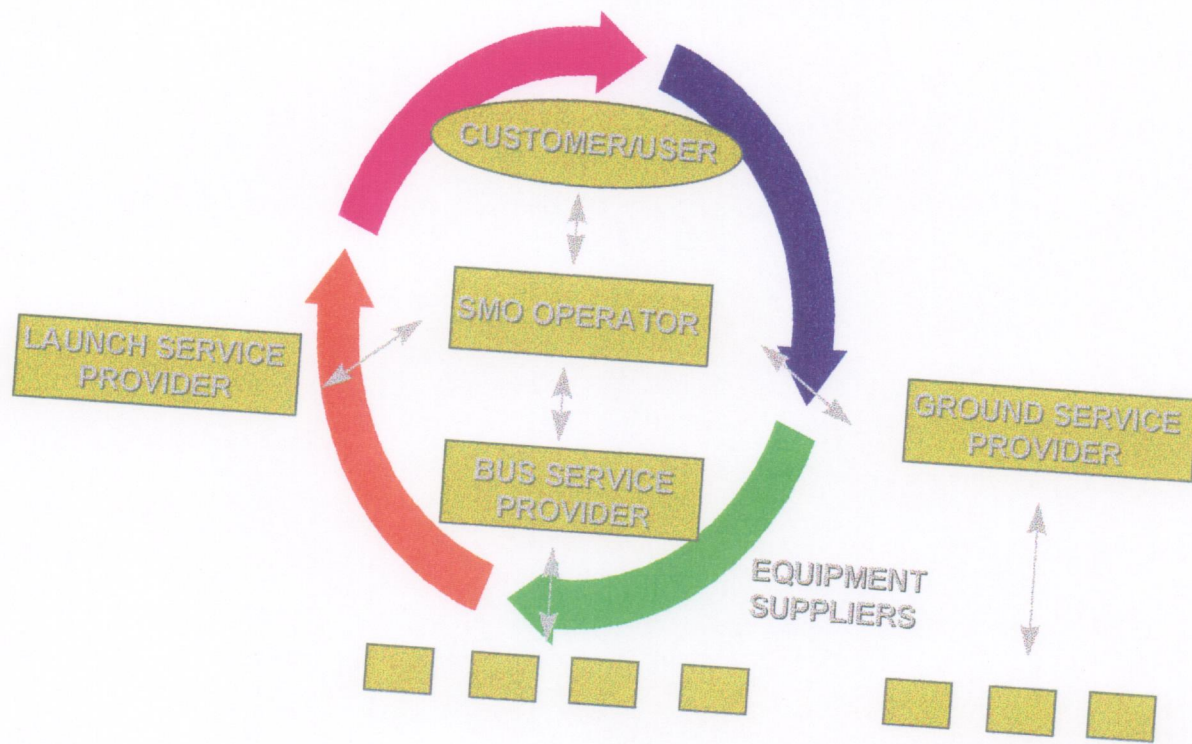 CUSTOMER/USER
SMO OPERATOR
LAUNCH SERVICE
PROVIDER
GROUND SERVICE
PROVIDER
BUS SERVICE
PROVIDER
EQUIPMENT
SUPPLIERS